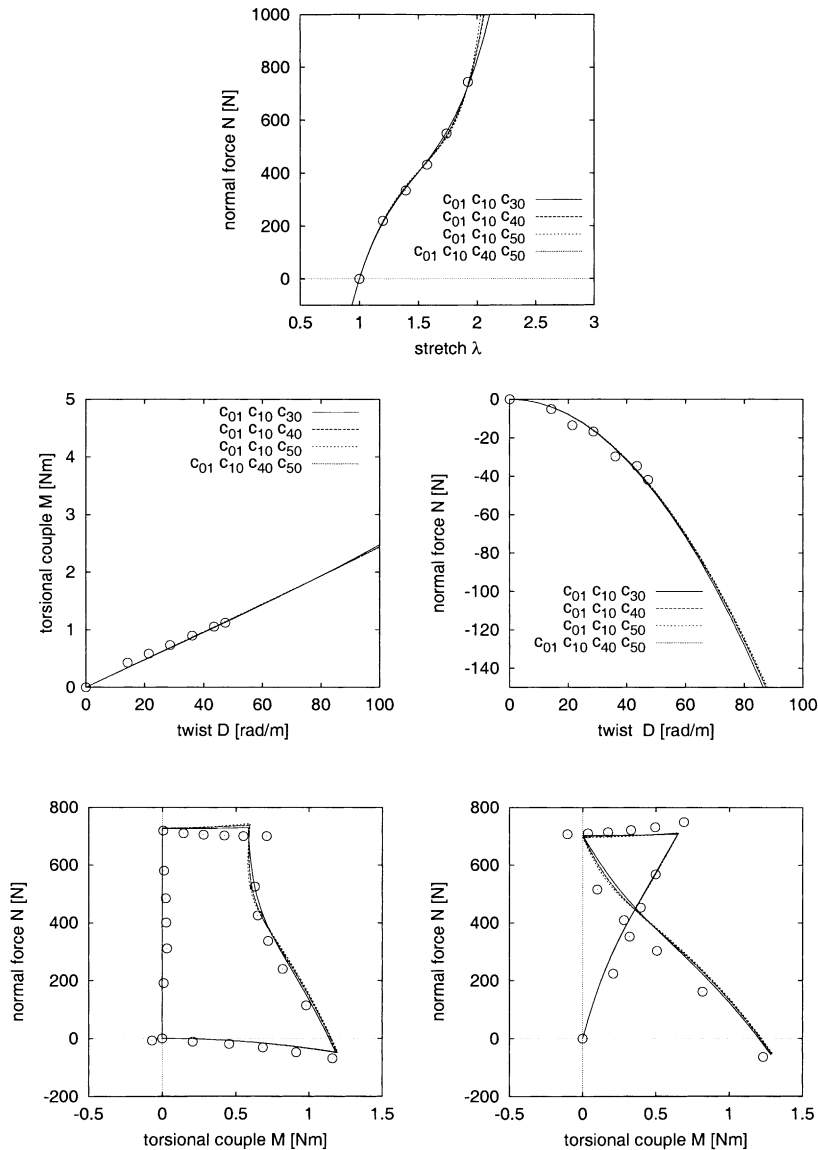 1000
800
600
400
200
0
normal force N [N]
c01 c10 c30
c01 c10 c40
c01 c10 c50
c01 c10 c40 c50
0.5 1 1.5 2 2.5 3
stretch λ
5
4
3
2
1
0
torsional couple M [Nm]
c01 c10 c30
c01 c10 c40
c01 c10 c50
c01 c10 c40 c50
0 20 40 60 80 100
twist D [rad/m]
0
-20
-40
-60
-80
-100
-120
-140
normal force N [N]
c01 c10 c30
c01 c10 c40
c01 c10 c50
c01 c10 c40 c50
0 20 40 60 80 100
twist D [rad/m]
800
600
400
200
0
-200
normal force N [N]
-0.5 0 0.5 1 1.5
torsional couple M [Nm]
800
600
400
200
0
-200
normal force N [N]
-0.5 0 0.5 1 1.5
torsional couple M [Nm]